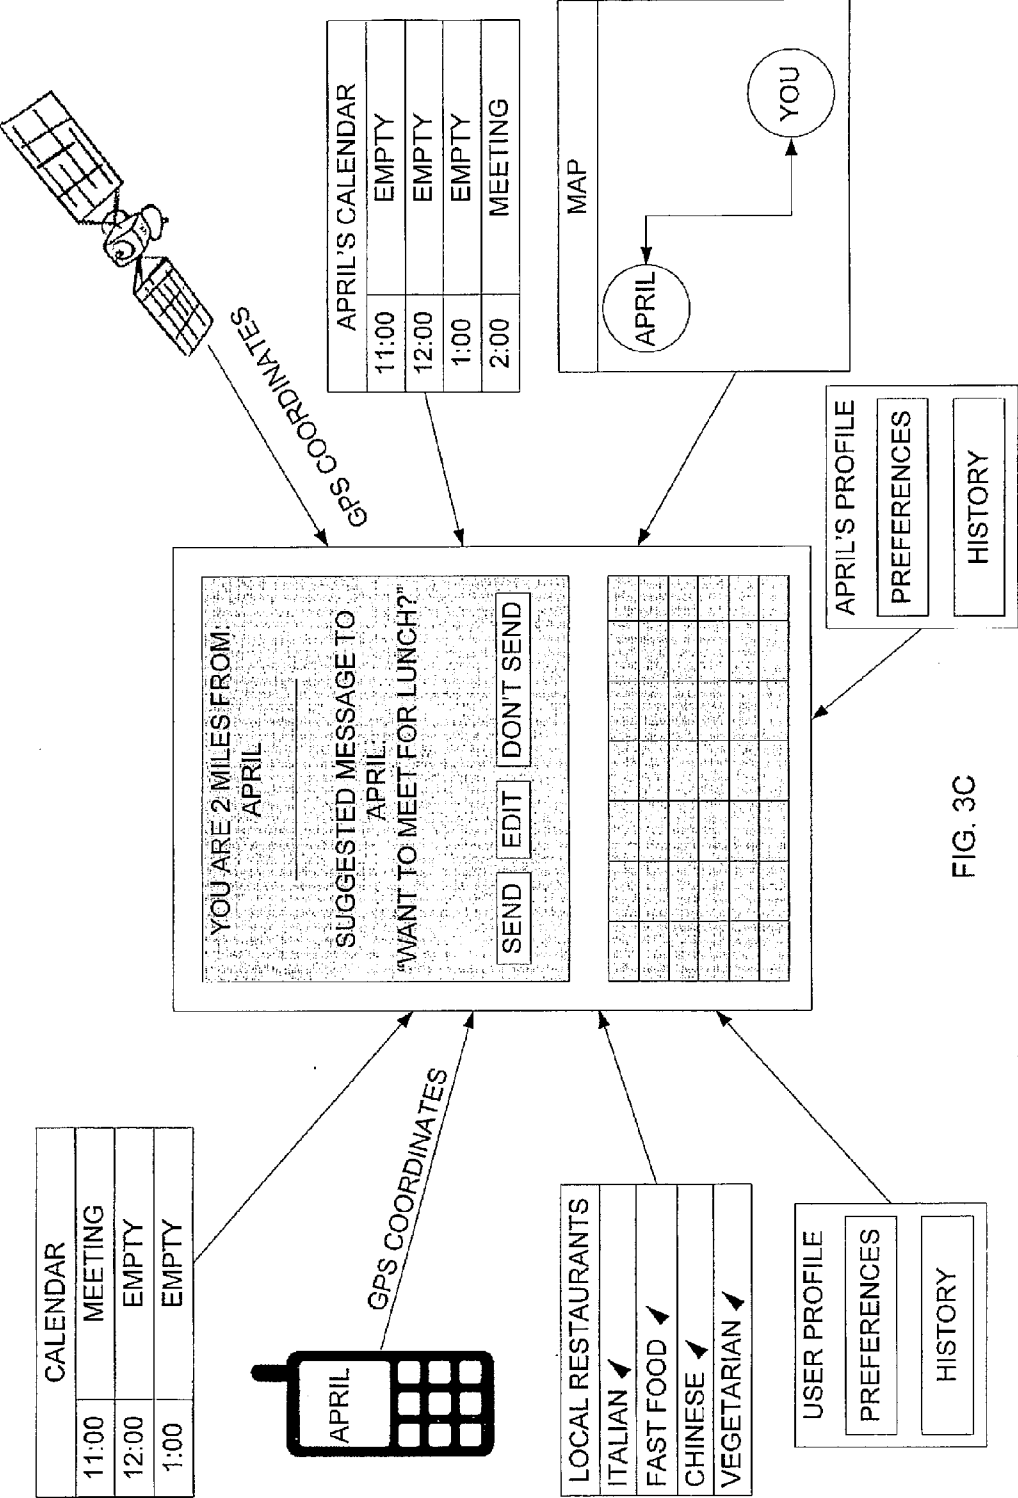 CALENDAR
11:00 MEETING
12:00 EMPTY
1:00 EMPTY
APRIL
GPS COORDINATES
LOCAL RESTAURANTS
ITALIAN
FAST FOOD
CHINESE
VEGETARIAN
USER PROFILE
PREFERENCES
HISTORY
YOU ARE 2 MILES FROM:
APRIL
SUGGESTED MESSAGE TO
APRIL:
"WANT TO MEET FOR LUNCH?"
SEND EDIT DON'T SEND
GPS COORDINATES
APRIL'S CALENDAR
11:00 EMPTY
12:00 EMPTY
1:00 EMPTY
2:00 MEETING
MAP
APRIL
YOU
APRIL'S PROFILE
PREFERENCES
HISTORY
FIG. 3C